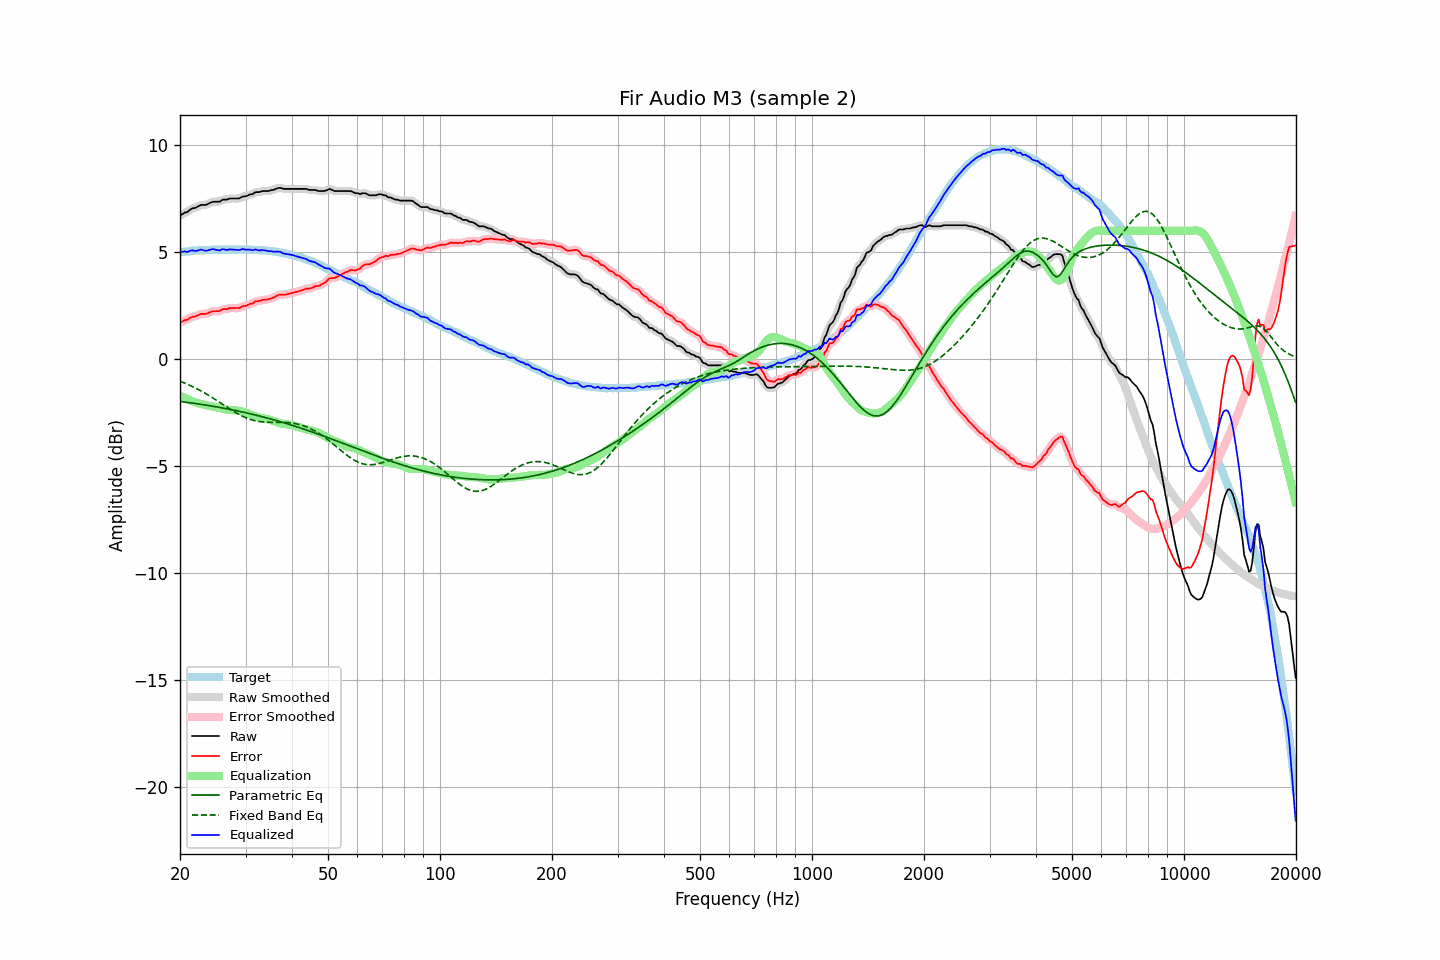 Fir Audio M3 (sample 2)
10
5
0
−5
−10
−15
−20
Amplitude (dBr)
Target
Raw Smoothed
Error Smoothed
Raw
Error
Equalization
Parametric Eq
Fixed Band Eq
Equalized
20 50 100 200 500 1000 2000 5000 10000 20000
Frequency (Hz)